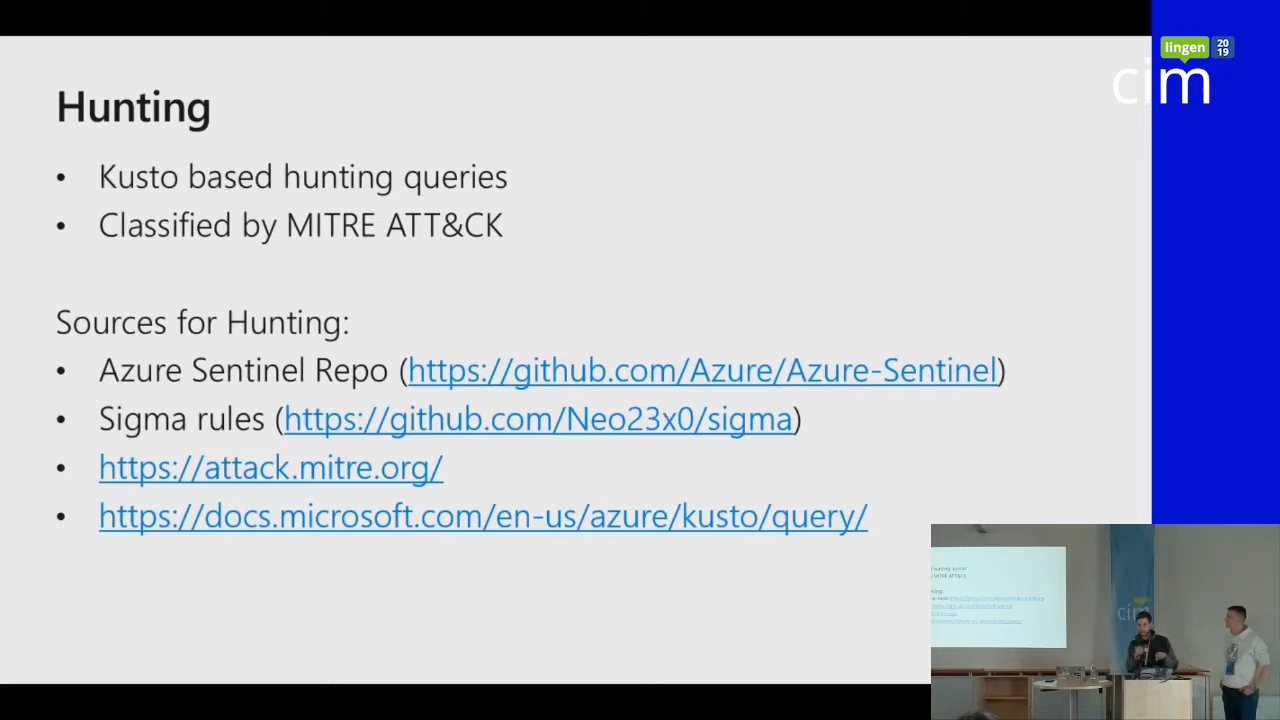 lingen
20
19
cim
Hunting
• Kusto based hunting queries
• Classified by MITRE ATT&CK
Sources for Hunting:
• Azure Sentinel Repo (https://github.com/Azure/Azure-Sentinel)
• Sigma rules (https://github.com/Neo23x0/sigma)
• https://attack.mitre.org/
• https://docs.microsoft.com/en-us/azure/kusto/query/
cim